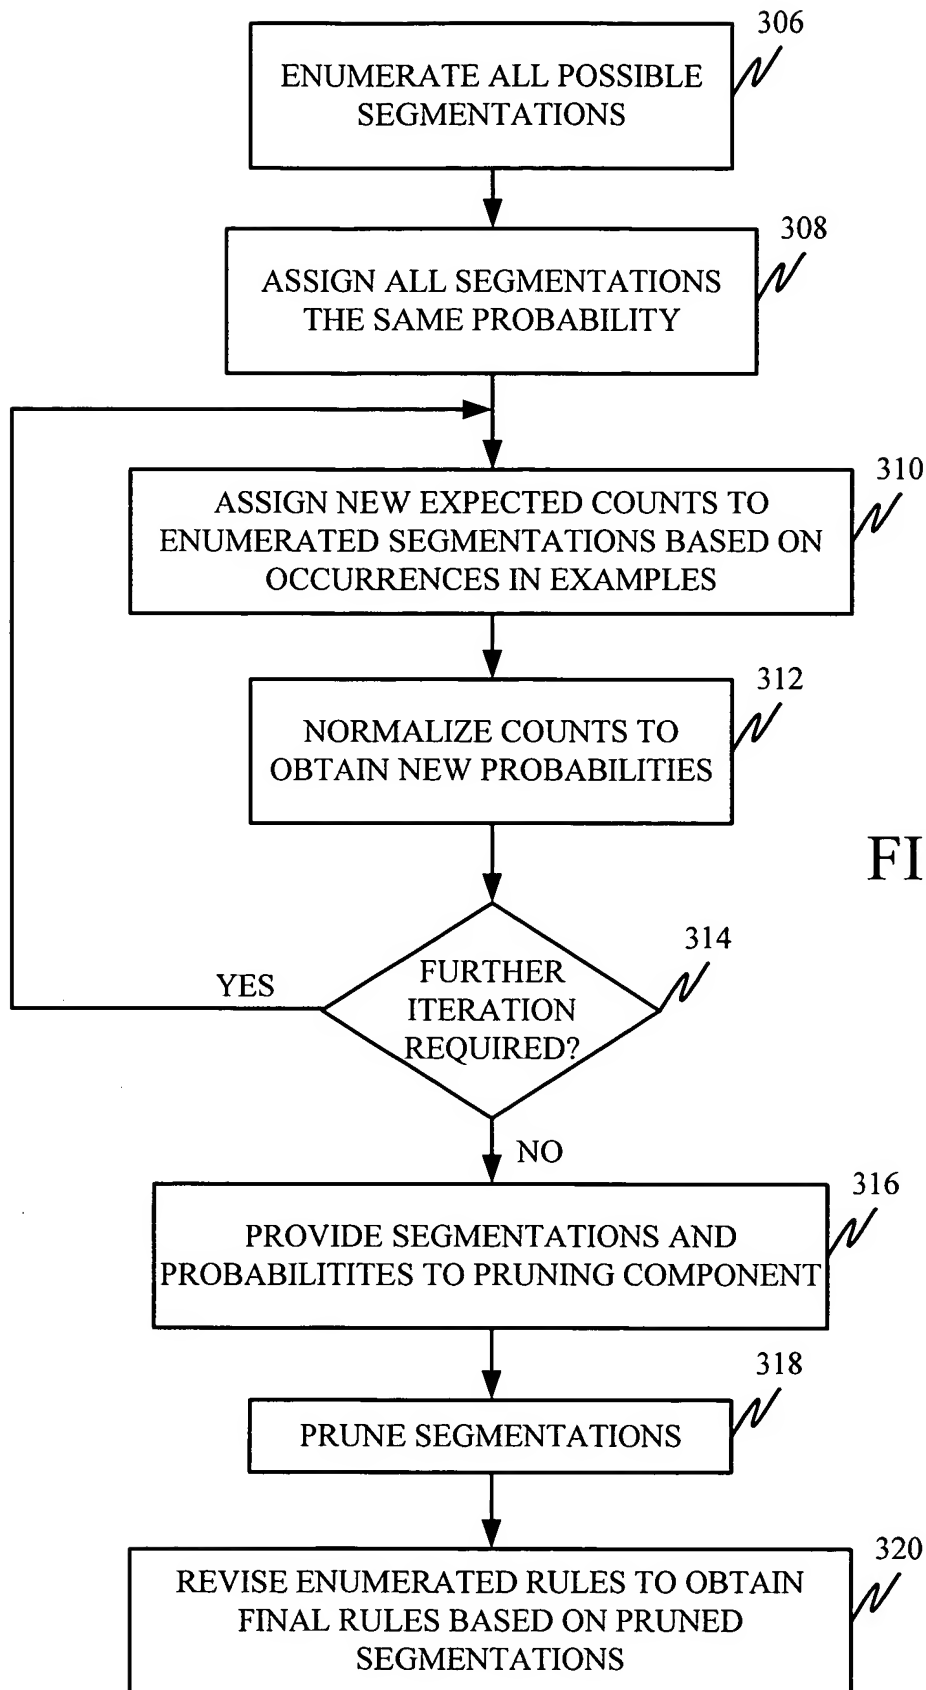 306
ENUMERATE ALL POSSIBLE
SEGMENTATIONS
308
ASSIGN ALL SEGMENTATIONS
THE SAME PROBABILITY
310
ASSIGN NEW EXPECTED COUNTS TO
ENUMERATED SEGMENTATIONS BASED ON
OCCURRENCES IN EXAMPLES
312
NORMALIZE COUNTS TO
OBTAIN NEW PROBABILITIES
FI
314
YES
FURTHER
ITERATION
REQUIRED?
NO
316
PROVIDE SEGMENTATIONS AND
PROBABILITITES TO PRUNING COMPONENT
318
PRUNE SEGMENTATIONS
320
REVISE ENUMERATED RULES TO OBTAIN
FINAL RULES BASED ON PRUNED
SEGMENTATIONS